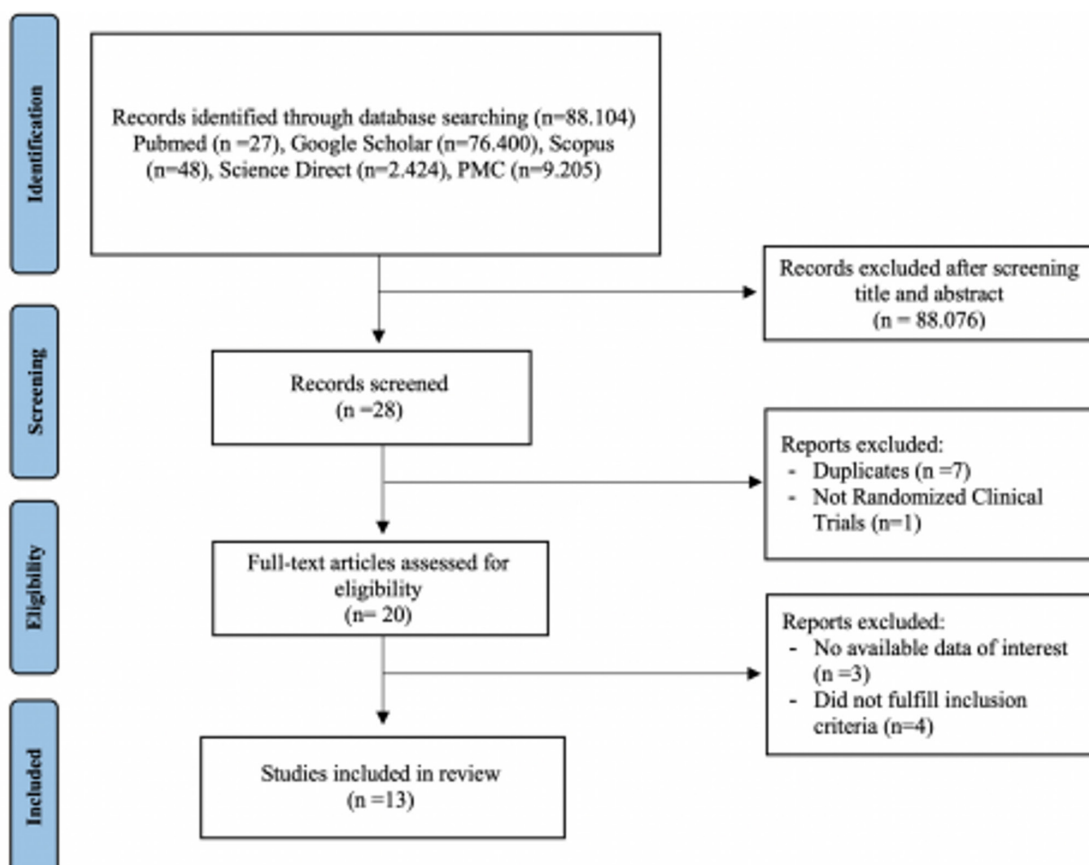 Identification
Records identified through database searching (n=88.104)
Pubmed (n =27), Google Scholar (n=76.400), Scopus
(n=48), Science Direct (n=2.424), PMC (n=9.205)
Records excluded after screening
title and abstract
(n = 88.076)
Screening
Records screened
(n =28)
Reports excluded:
- Duplicates (n =7)
- Not Randomized Clinical
Trials (n=1)
Eligibility
Full-text articles assessed for
eligibility
(n= 20)
Reports excluded:
- No available data of interest
(n =3)
- Did not fulfill inclusion
criteria (n=4)
Included
Studies included in review
(n =13)